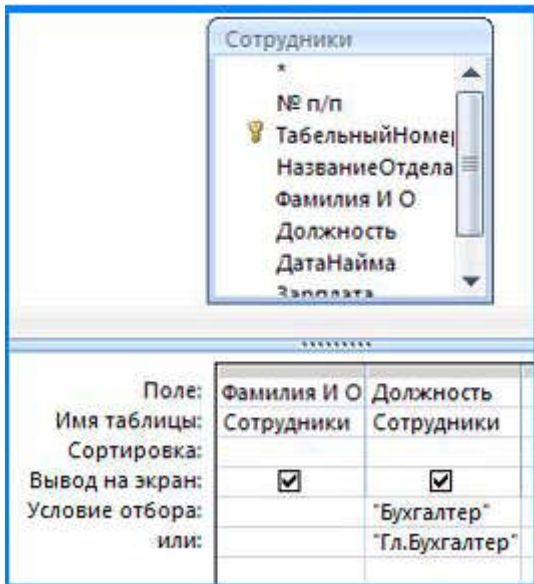 Сотрудники
*
№ п/п
ТабельныйНомер
НазваниеОтдела
Фамилия И О
Должность
ДатаНайма
Зарплата
Поле: Фамилия И О Должность
Имя таблицы: Сотрудники Сотрудники
Сортировка:
Вывод на экран:
Условие отбора: "Бухгалтер"
или: "Гл.Бухгалтер"